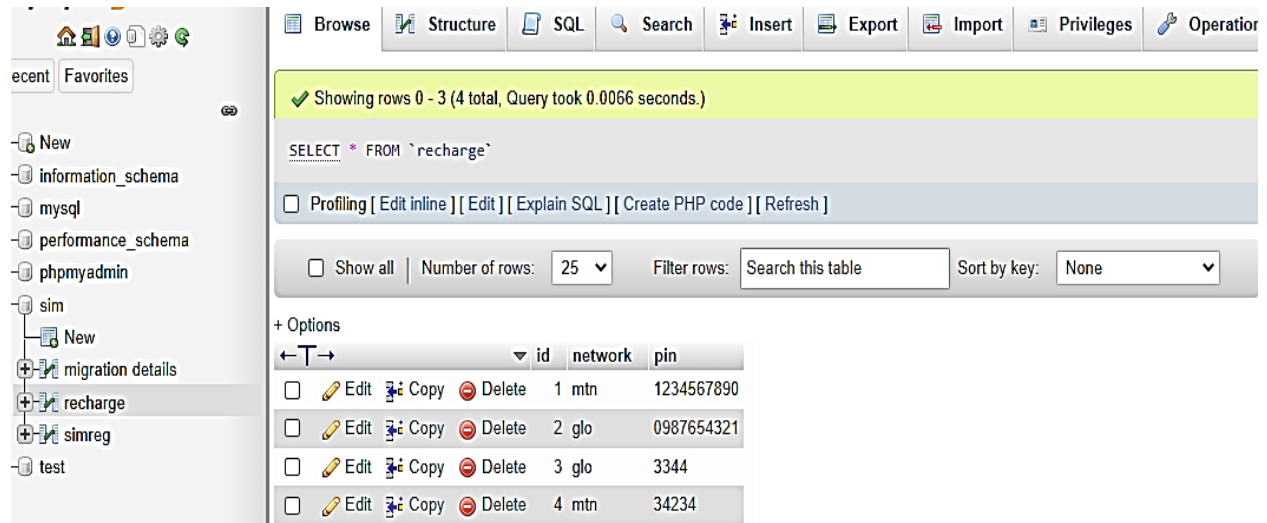 Browse Structure SQL Search Insert Export Import Privileges Operation
ecent Favorites
New
information_schema
mysql
performance_schema
phpmyadmin
sim
New
migration details
recharge
simreg
test
Showing rows 0 - 3 (4 total, Query took 0.0066 seconds.)
SELECT * FROM `recharge`
Profiling [ Edit inline ] [ Edit ] [ Explain SQL ] [ Create PHP code ] [ Refresh ]
Show all | Number of rows: 25 Filter rows: Search this table Sort by key: None
+ Options
←T→ id network pin
Edit Copy Delete 1 mtn 1234567890
Edit Copy Delete 2 glo 0987654321
Edit Copy Delete 3 glo 3344
Edit Copy Delete 4 mtn 34234